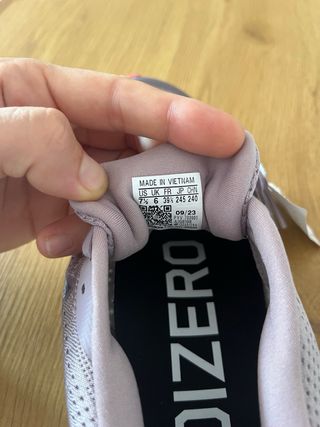 MADE IN VIETNAM
US UK FR JP CHN
7½ 6 39⅓ 245 240
09/23
DIZERO